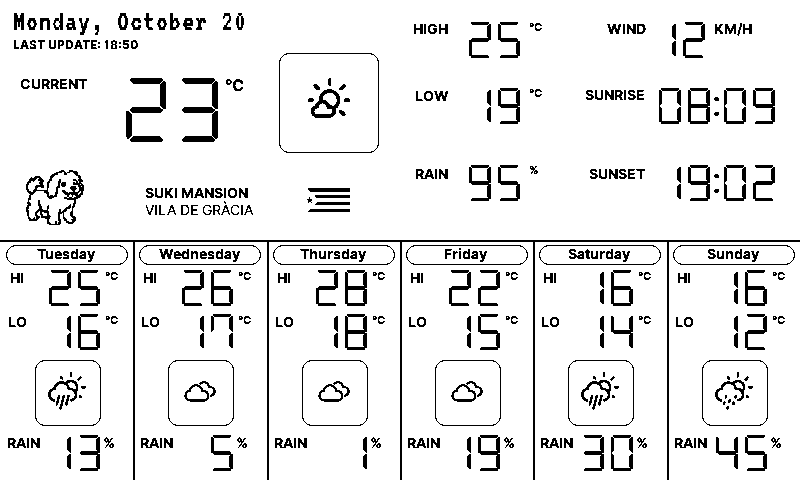 Monday, October 20
LAST UPDATE: 18:50
CURRENT 23 °C
HIGH 25 °C
WIND 12 KM/H
LOW 19 °C
SUNRISE 08:09
RAIN 95 %
SUNSET 19:02
SUKI MANSION
VILA DE GRÀCIA
Tuesday
HI 25 °C
LO 16 °C
RAIN 13 %
Wednesday
HI 26 °C
LO 17 °C
RAIN 5 %
Thursday
HI 28 °C
LO 18 °C
RAIN 1 %
Friday
HI 22 °C
LO 15 °C
RAIN 19 %
Saturday
HI 16 °C
LO 14 °C
RAIN 30 %
Sunday
HI 16 °C
LO 12 °C
RAIN 45 %